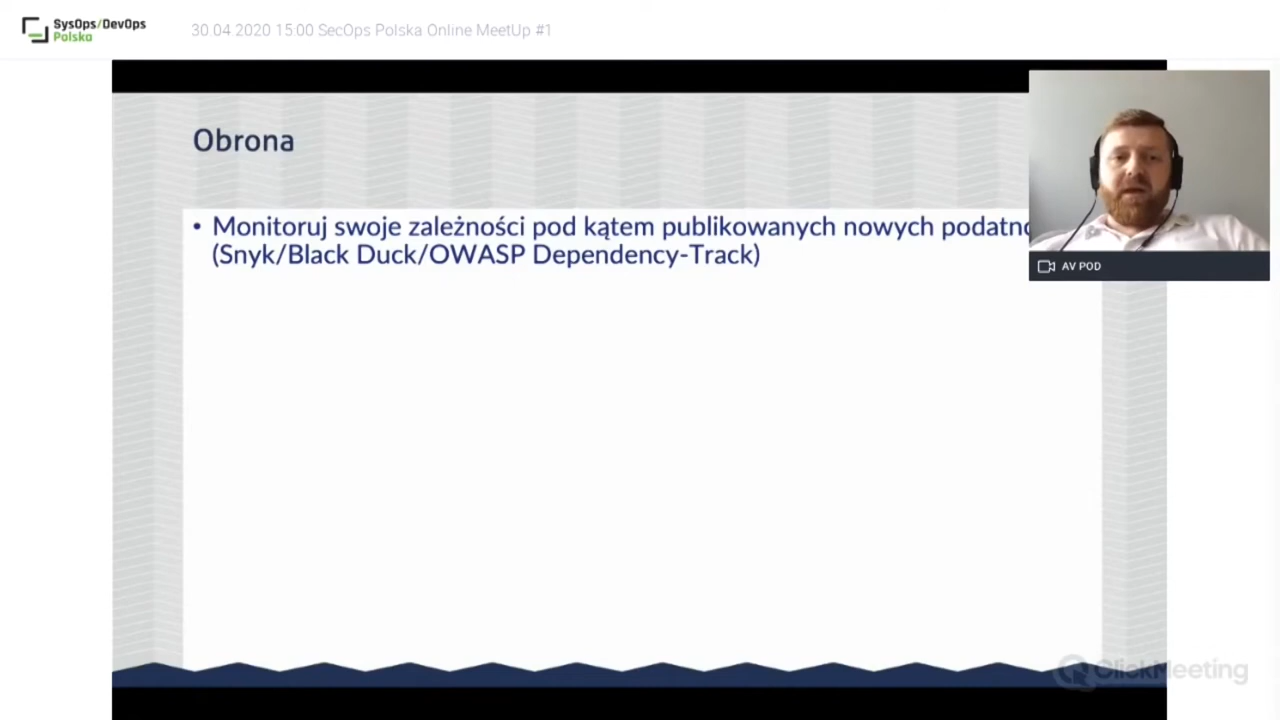 SysOps/DevOps
Polska
30.04 2020 15:00 SecOps Polska Online MeetUp #1
Obrona
• Monitoruj swoje zależności pod kątem publikowanych nowych
(Snyk/Black Duck/OWASP Dependency-Track)
AV POD
ClickMeeting